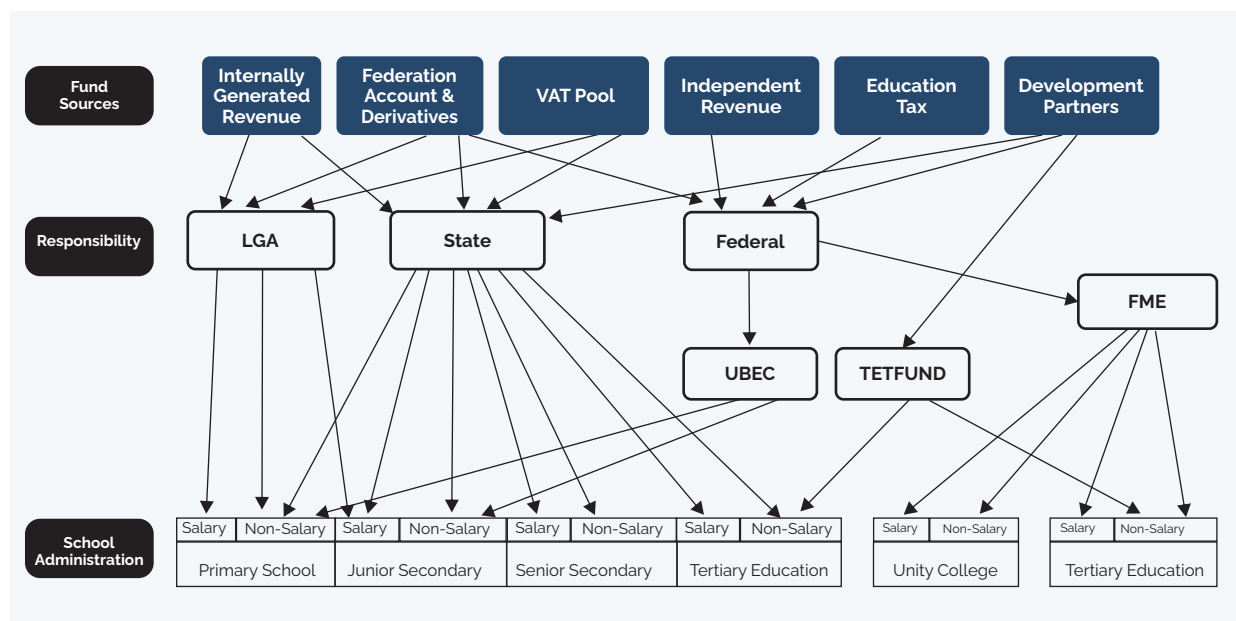 Fund
Sources
Internally
Generated
Revenue
Federation
Account &
Derivatives
VAT Pool
Independent
Revenue
Education
Tax
Development
Partners
Responsibility
LGA
State
Federal
FME
UBEC
TETFUND
School
Administration
Salary
Non-Salary
Salary
Non-Salary
Salary
Non-Salary
Salary
Non-Salary
Salary
Non-Salary
Salary
Non-Salary
Primary School
Junior Secondary
Senior Secondary
Tertiary Education
Unity College
Tertiary Education